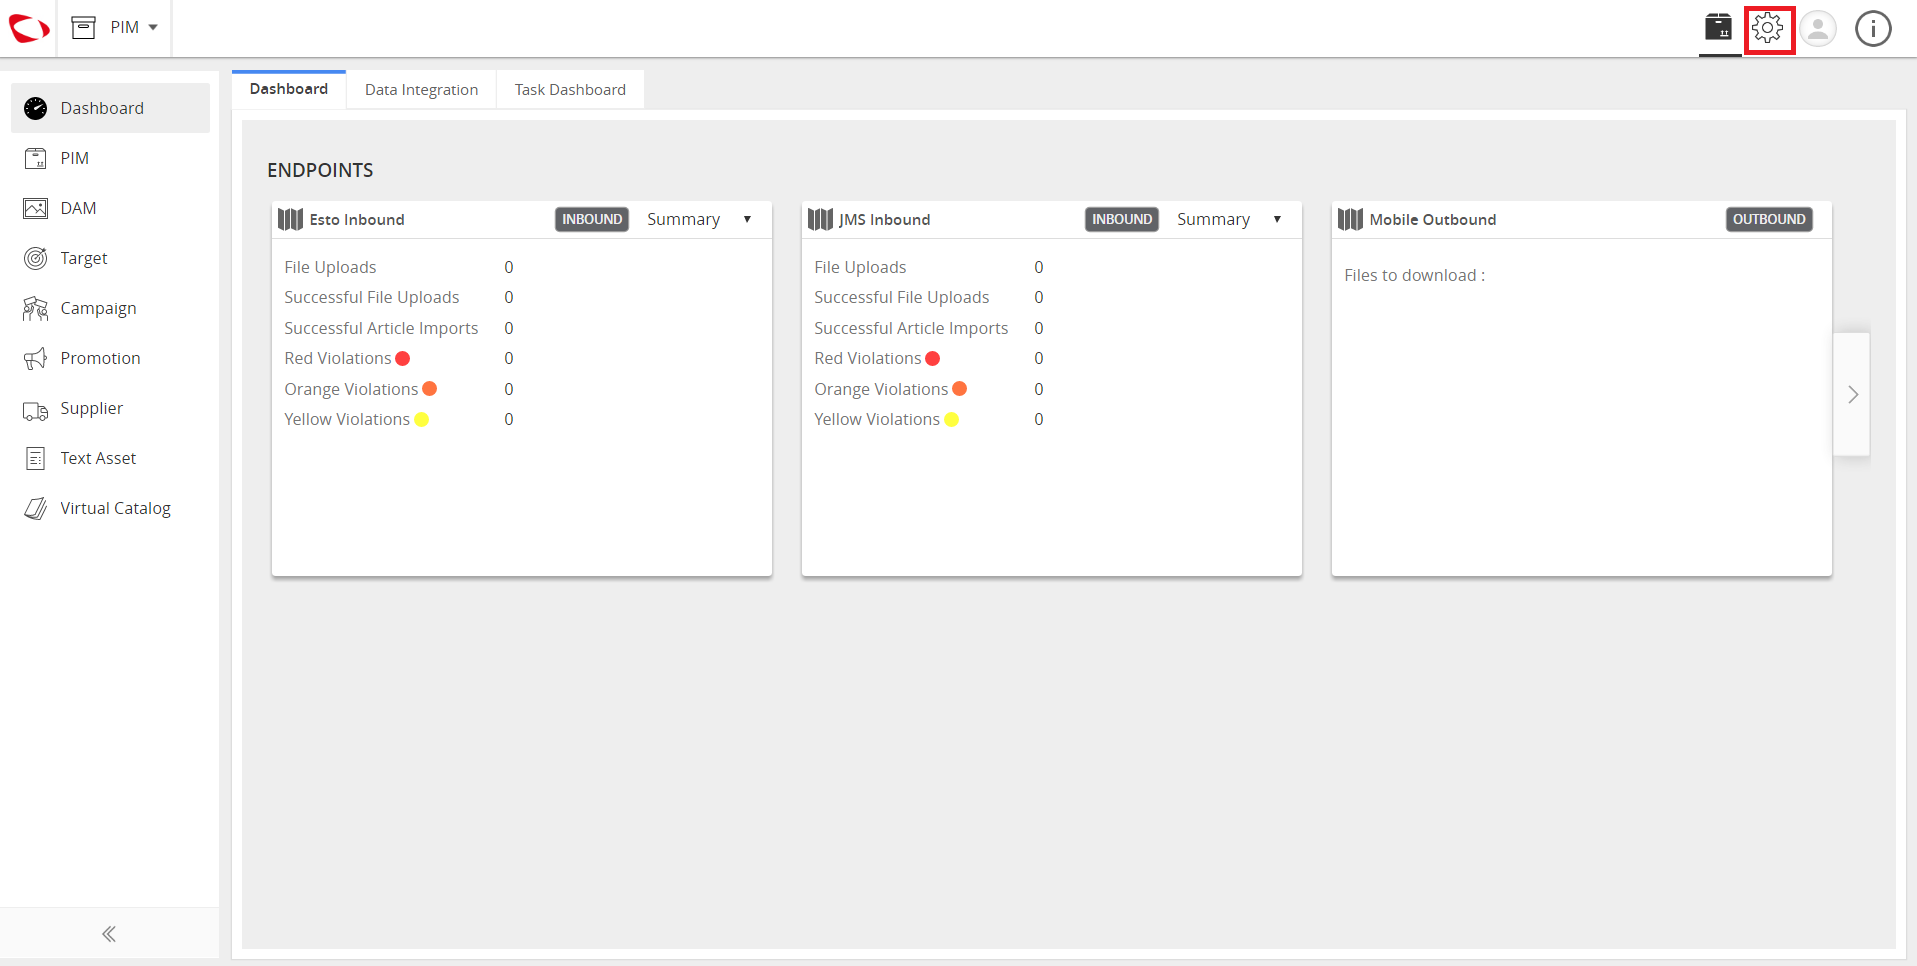 PIM
Dashboard
PIM
DAM
Target
Campaign
Promotion
Supplier
Text Asset
Virtual Catalog
Dashboard Data Integration Task Dashboard
ENDPOINTS
Esto Inbound INBOUND Summary
File Uploads 0
Successful File Uploads 0
Successful Article Imports 0
Red Violations 0
Orange Violations 0
Yellow Violations 0
JMS Inbound INBOUND Summary
File Uploads 0
Successful File Uploads 0
Successful Article Imports 0
Red Violations 0
Orange Violations 0
Yellow Violations 0
Mobile Outbound OUTBOUND
Files to download :